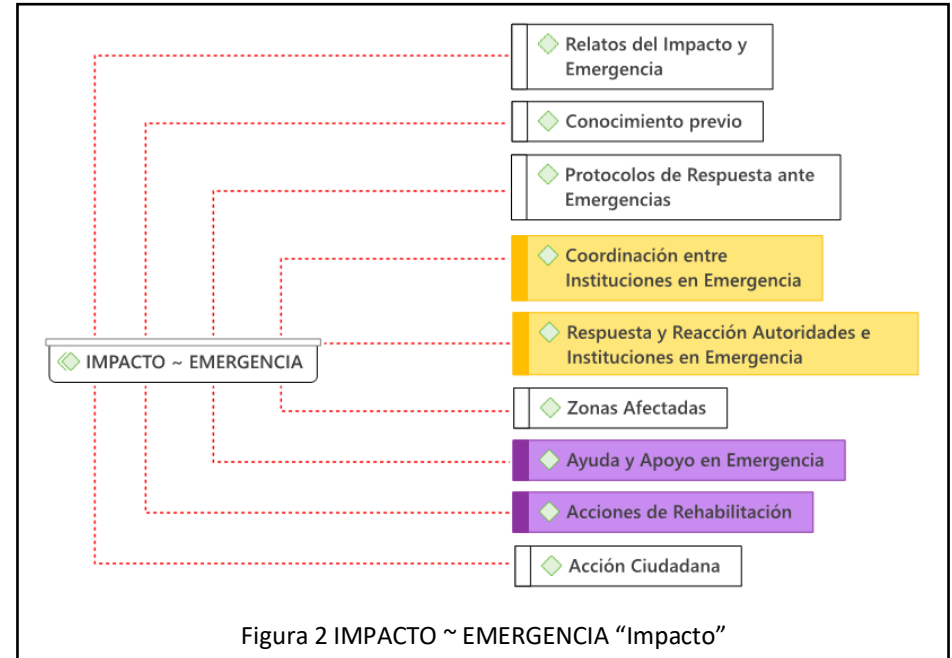 Relatos del Impacto y
Emergencia
Conocimiento previo
Protocolos de Respuesta ante
Emergencias
Coordinación entre
Instituciones en Emergencia
Respuesta y Reacción Autoridades e
Instituciones en Emergencia
IMPACTO ~ EMERGENCIA
Zonas Afectadas
Ayuda y Apoyo en Emergencia
Acciones de Rehabilitación
Acción Ciudadana
Figura 2 IMPACTO ~ EMERGENCIA “Impacto”